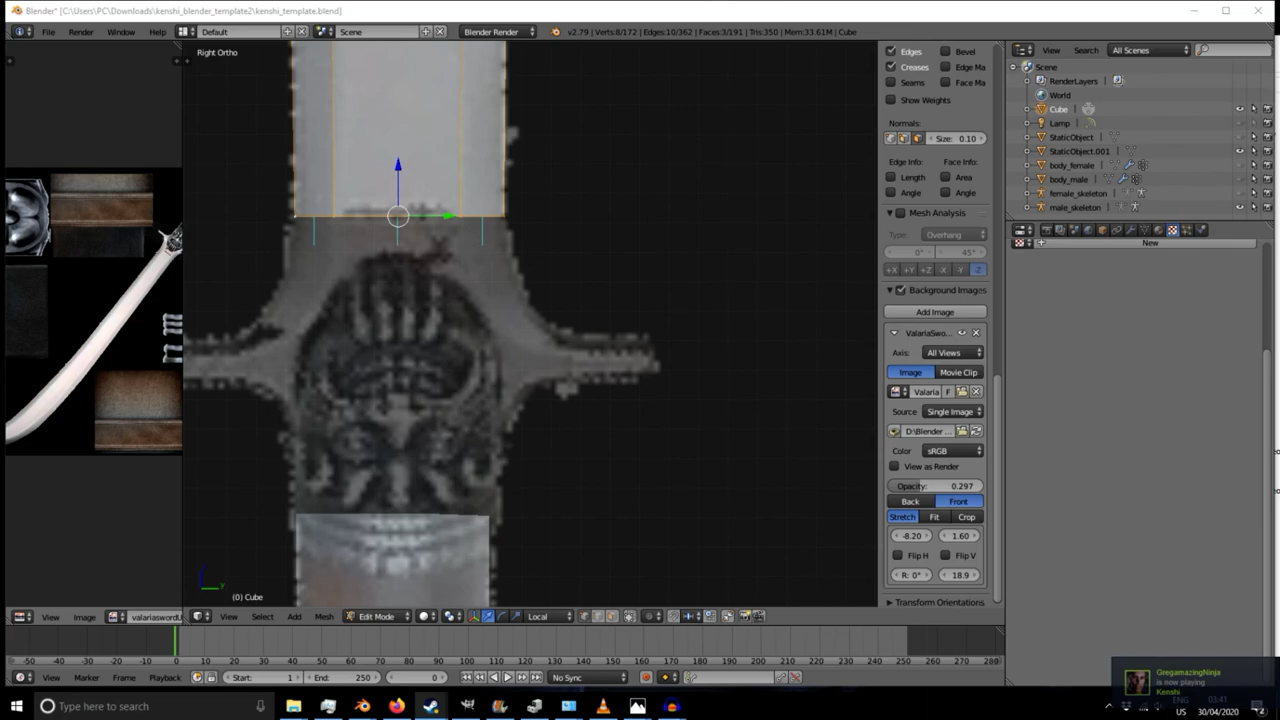 Blender* [C:\Users\PC\Downloads\kenshi_blender_template2\kenshi_template.blend]
File Render Window Help Default Scene Blender Render v2.79 | Verts:8/172 | Edges:10/362 | Faces:3/191 | Tris:350 | Mem:33.61M | Cube
View Search All Scenes
Right Ortho
Edges Bevel
Creases Edge Ma
Seams Face Ma
Show Weights
Normals:
Size: 0.10
Edge Info: Face Info:
Length Area
Angle Angle
Mesh Analysis
Type: Overhang
0° 45°
+X +Y +Z -X -Y -Z
Background Images
Add Image
ValariaSwo...
Axis: All Views
Image Movie Clip
Valaria F
Source Single Image
D:\Blender ...
Color sRGB
View as Render
Opacity: 0.297
Back Front
Stretch Fit Crop
-8.20 1.60
Flip H Flip V
R: 0° 18.9
Transform Orientations
Scene
RenderLayers
World
Cube
Lamp
StaticObject
StaticObject.001
body_female
body_male
female_skeleton
male_skeleton
New
(0) Cube
View Image valariaswordU
View Select Add Mesh Edit Mode Local
-50 -40 -30 -20 -10 0 10 20 30 40 50 60 70 80 90 100 110 120 130 140 150 160 170 180 190 200 210 220 230 240 250 260 270 280
View Marker Frame Playback Start: 1 End: 250 0 No Sync
GregamazingNinja
is now playing
Kenshi
Type here to search
ENG
US
03:41
30/04/2020
2